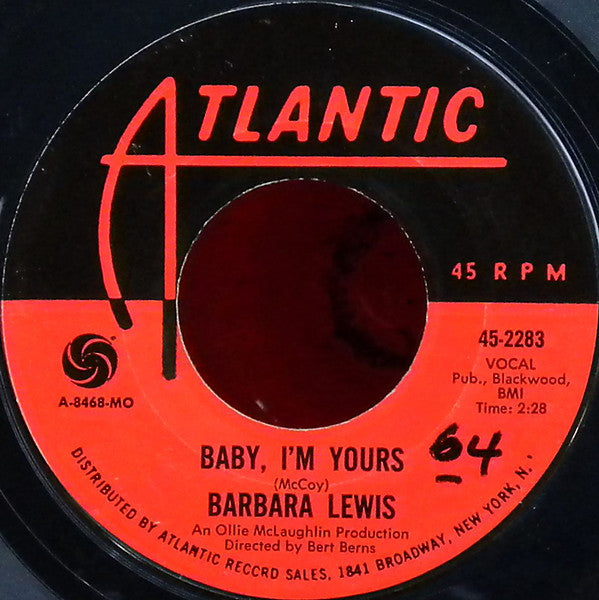 ATLANTIC
45 RPM
45-2283
VOCAL
Pub., Blackwood,
BMI
Time: 2:28
A-8468-MO
64
BABY, I'M YOURS
(McCoy)
BARBARA LEWIS
An Ollie McLaughlin Production
Directed by Bert Berns
DISTRIBUTED BY ATLANTIC RECORD SALES, 1841 BROADWAY, NEW YORK, N.